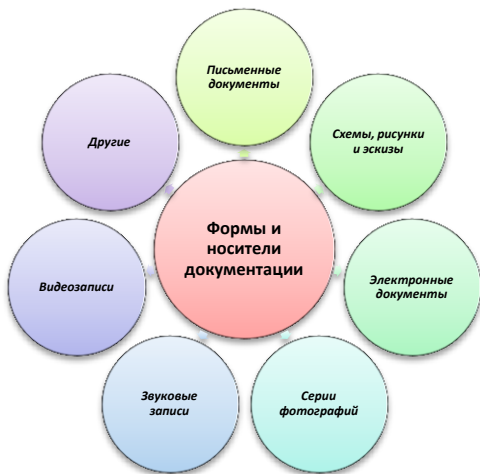 Письменные
документы
Схемы, рисунки
и эскизы
Электронные
документы
Серии
фотографий
Звуковые
записи
Видеозаписи
Другие
Формы и
носители
документации